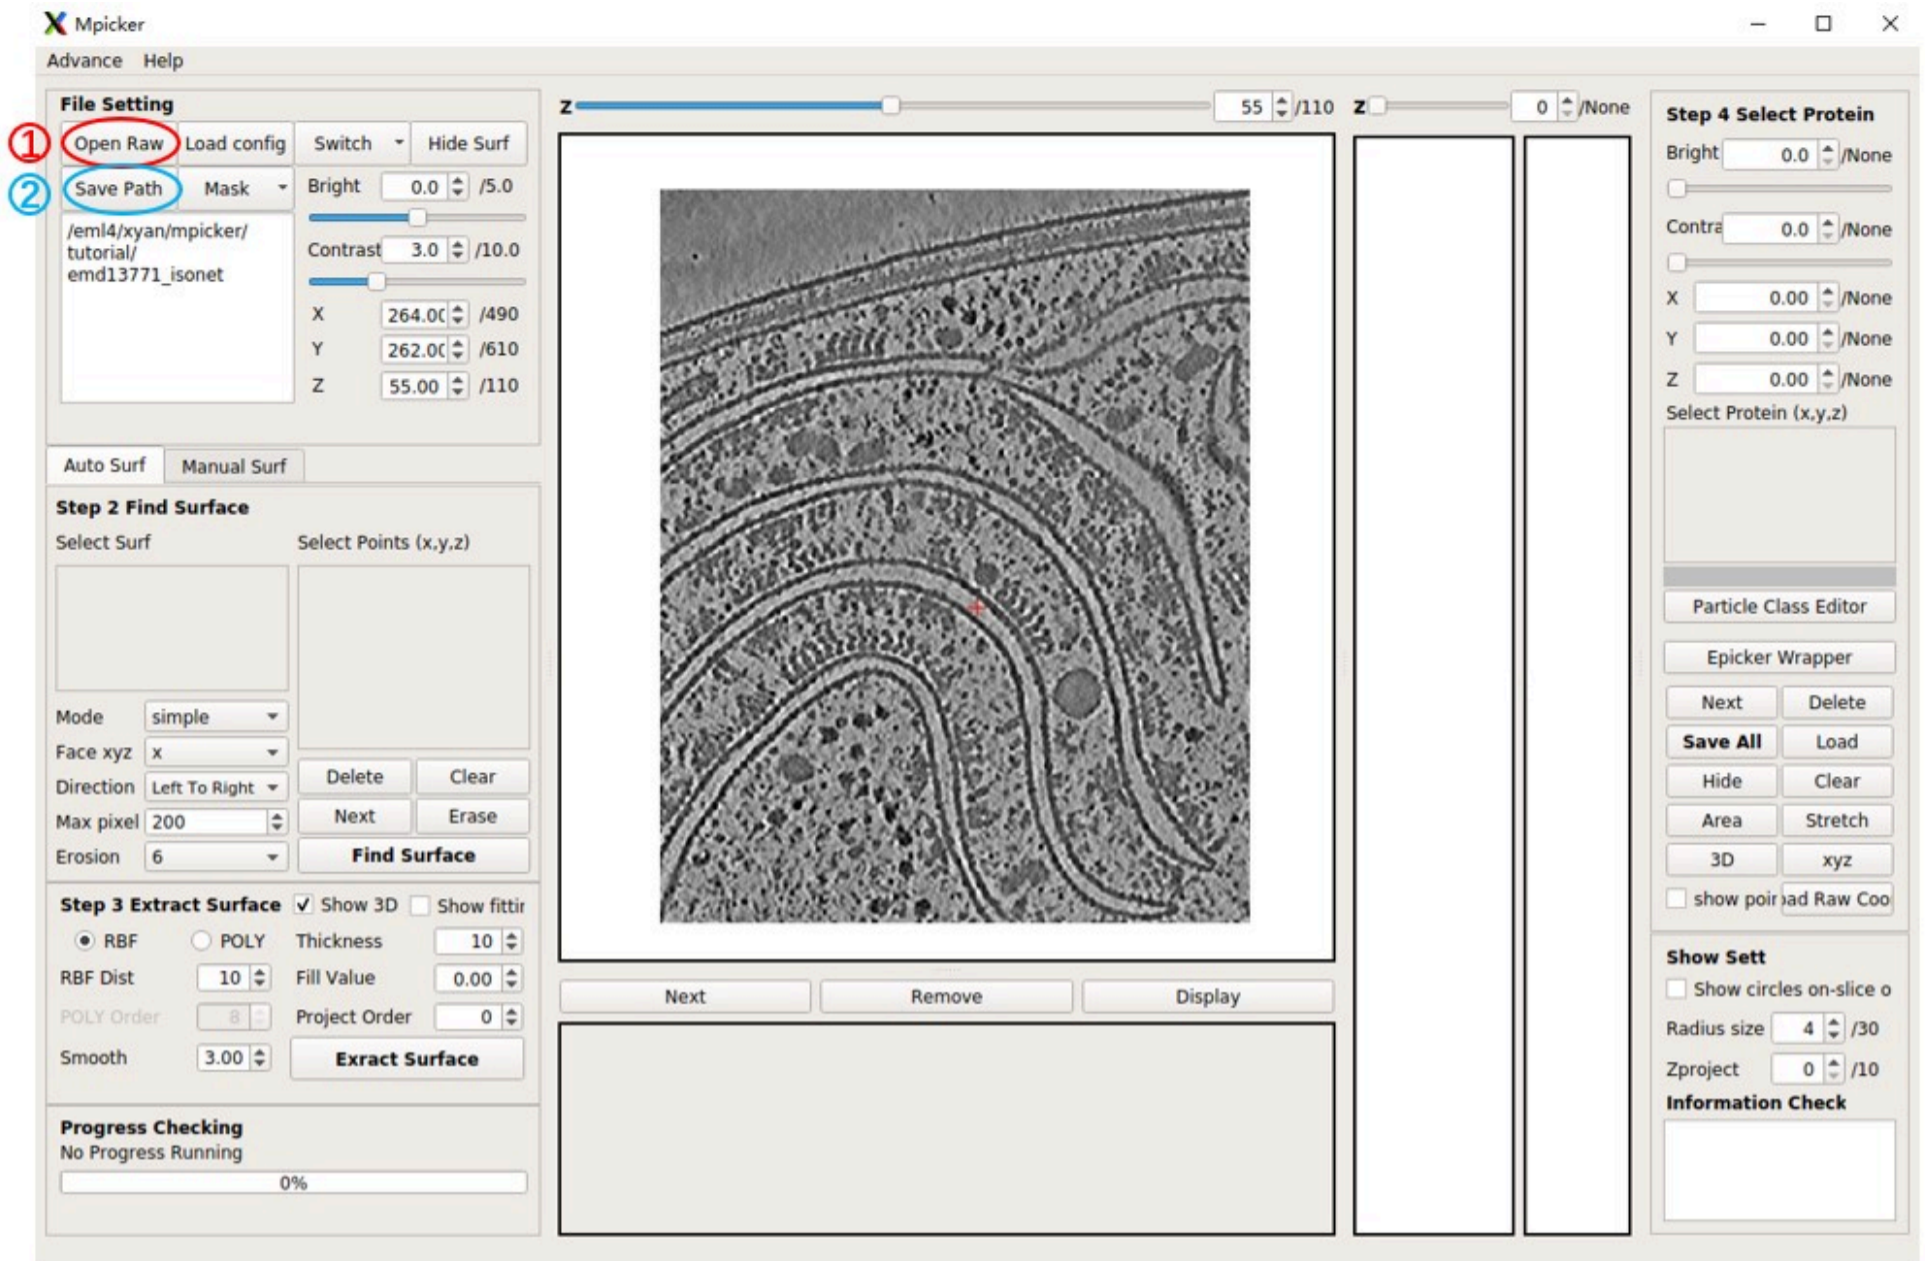 Mpicker
Advance Help
File Setting
① Open Raw Load config Switch Hide Surf
② Save Path Mask Bright 0.0 /5.0
/eml4/xyan/mpicker/
tutorial/
emd13771_isonet
Contrast 3.0 /10.0
X 264.0 /490
Y 262.0 /610
Z 55.00 /110
Auto Surf Manual Surf
Step 2 Find Surface
Select Surf Select Points (x,y,z)
Mode simple
Face xyz x
Direction Left To Right
Max pixel 200
Erosion 6
Delete Clear
Next Erase
Find Surface
Step 3 Extract Surface Show 3D Show fittir
RBF POLY Thickness 10
RBF Dist 10 Fill Value 0.00
POLY Order 8 Project Order 0
Smooth 3.00 Exract Surface
Progress Checking
No Progress Running
0%
Z 55 /110 Z 0 /None
Next Remove Display
Step 4 Select Protein
Bright 0.0 /None
Contra 0.0 /None
X 0.00 /None
Y 0.00 /None
Z 0.00 /None
Select Protein (x,y,z)
Particle Class Editor
Epicker Wrapper
Next Delete
Save All Load
Hide Clear
Area Stretch
3D xyz
show poir ad Raw Coo
Show Sett
Show circles on-slice o
Radius size 4 /30
Zproject 0 /10
Information Check